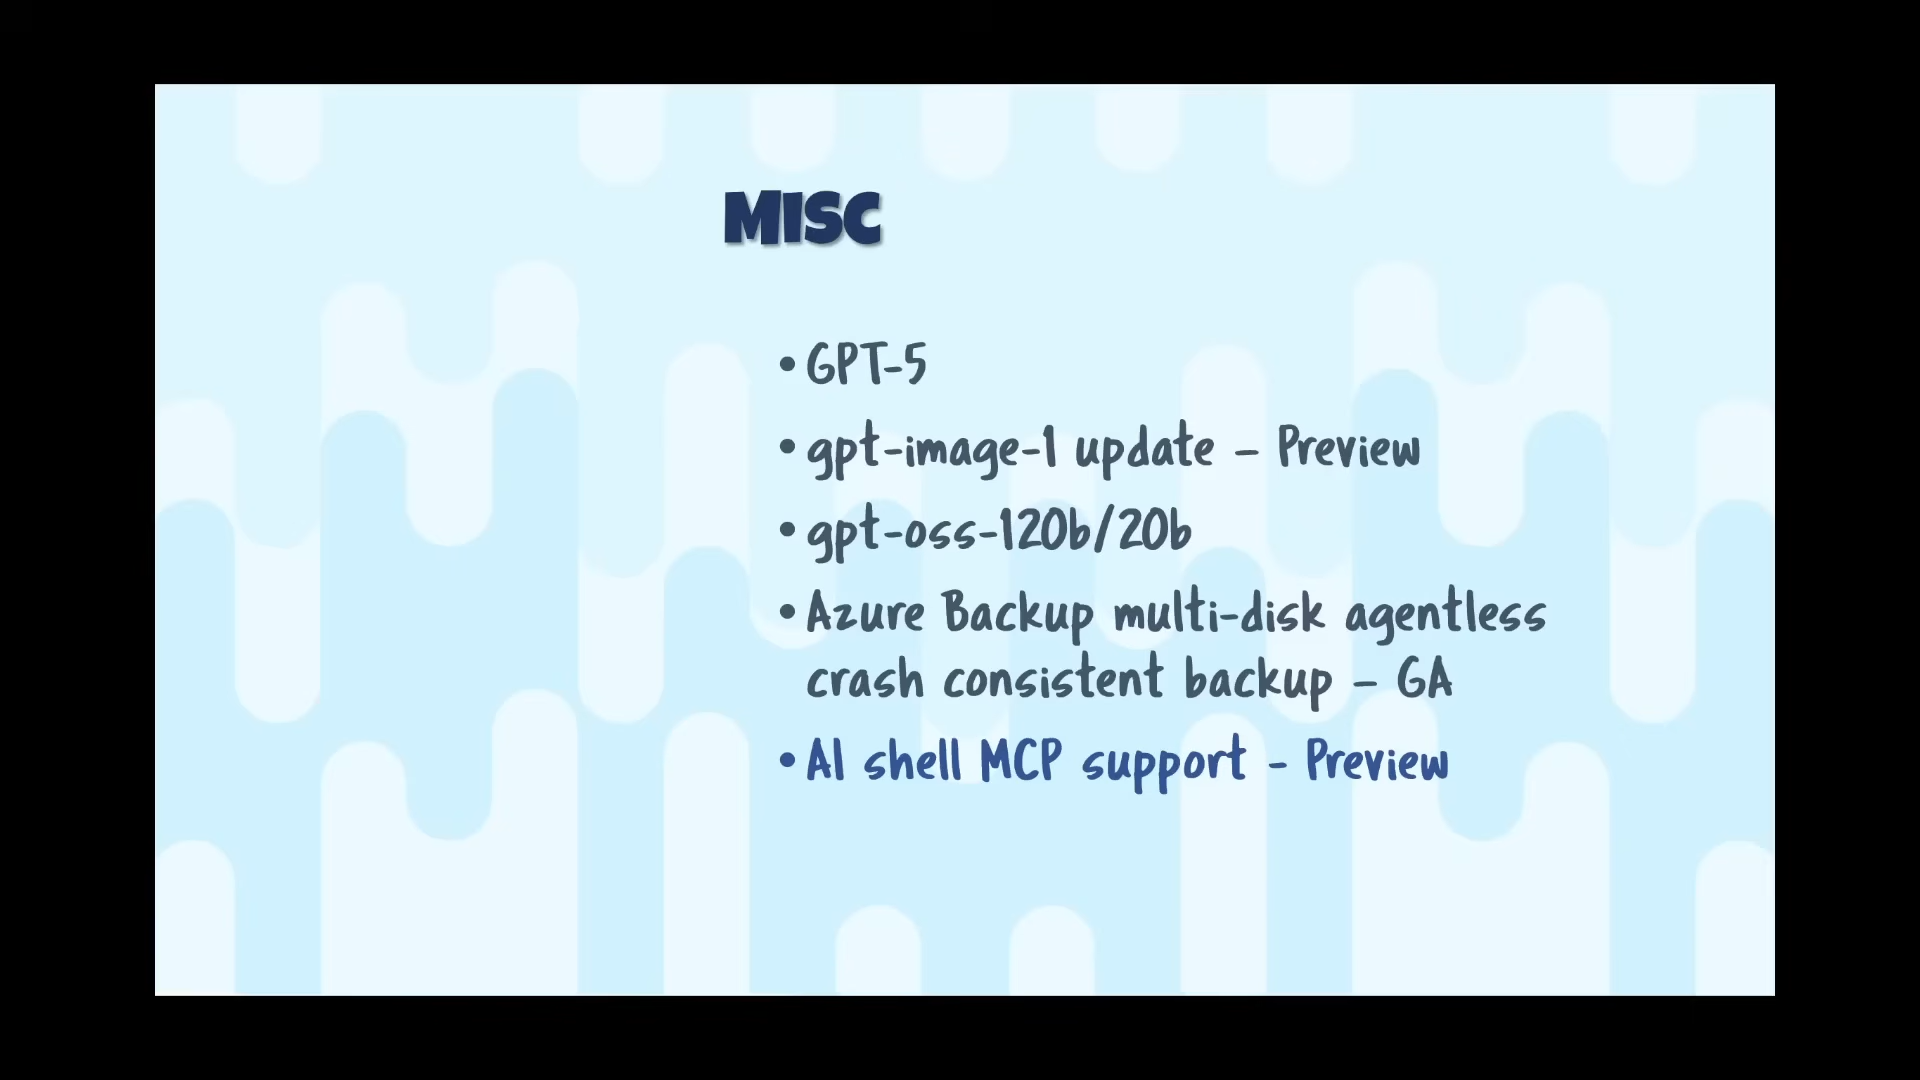 MISC
• GPT-5
• gpt-image-1 update – Preview
• gpt-oss-120b/20b
• Azure Backup multi-disk agentless
crash consistent backup – GA
• AI shell MCP support - Preview